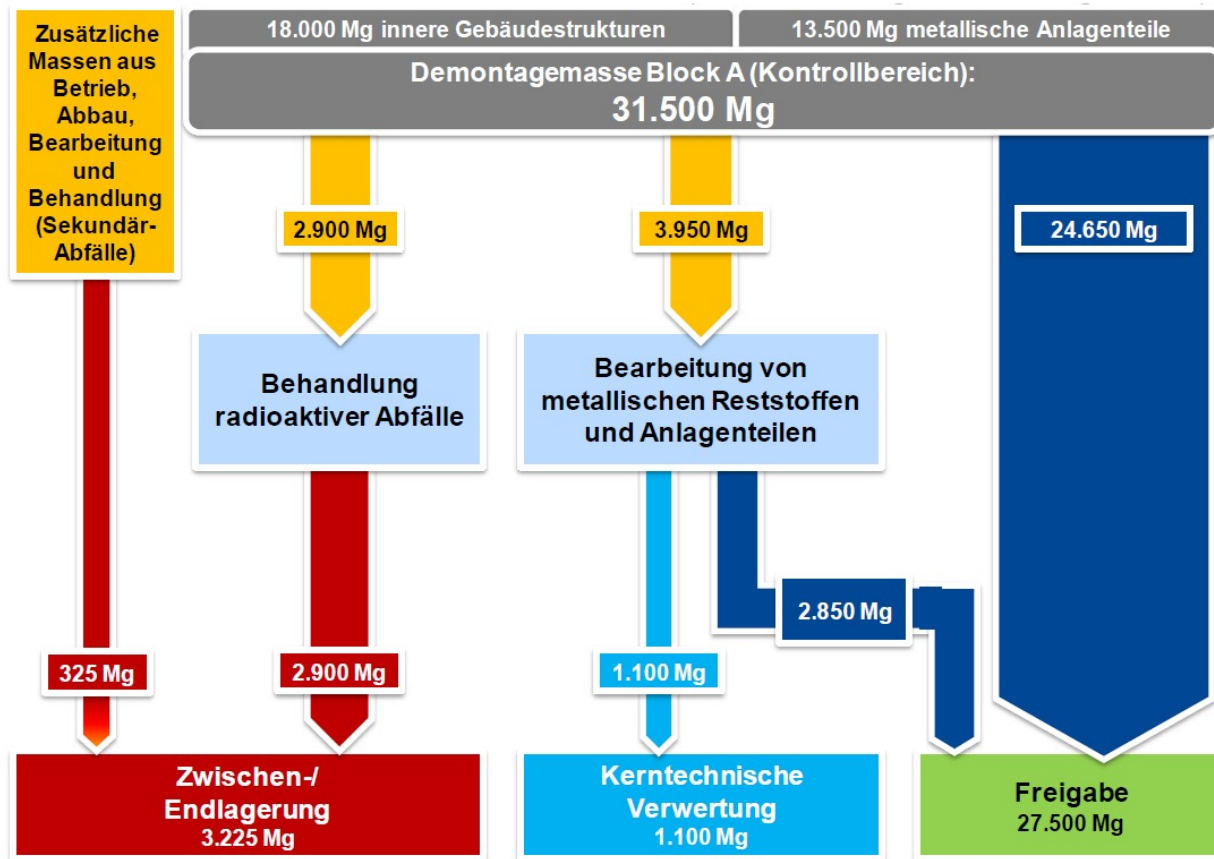 Zusätzliche
Massen aus
Betrieb,
Abbau,
Bearbeitung
und
Behandlung
(Sekundär-
Abfälle)
18.000 Mg innere Gebäudestrukturen
13.500 Mg metallische Anlagenteile
Demontagemasse Block A (Kontrollbereich):
31.500 Mg
2.900 Mg
3.950 Mg
24.650 Mg
Behandlung
radioaktiver Abfälle
Bearbeitung von
metallischen Reststoffen
und Anlagenteilen
2.850 Mg
325 Mg
2.900 Mg
1.100 Mg
Zwischen-/
Endlagerung
3.225 Mg
Kerntechnische
Verwertung
1.100 Mg
Freigabe
27.500 Mg